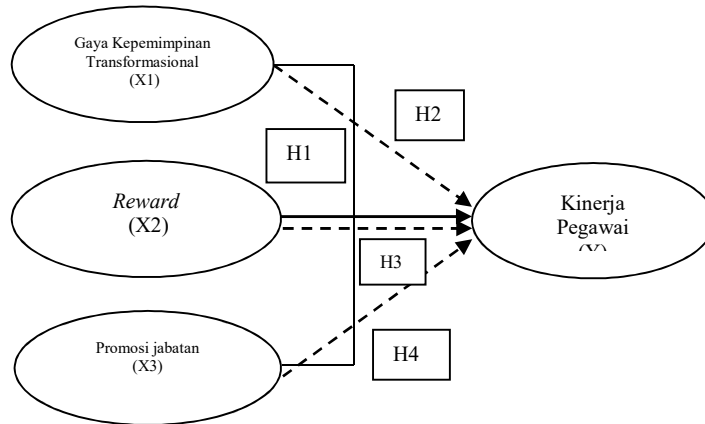 Gaya Kepemimpinan
Transformasional
(X1)
H2
H1
Reward
(X2)
Kinerja
Pegawai
H3
Promosi jabatan
(X3)
H4